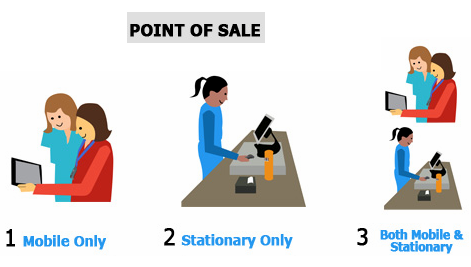 POINT OF SALE
1 Mobile Only
2 Stationary Only
3 Both Mobile &
Stationary